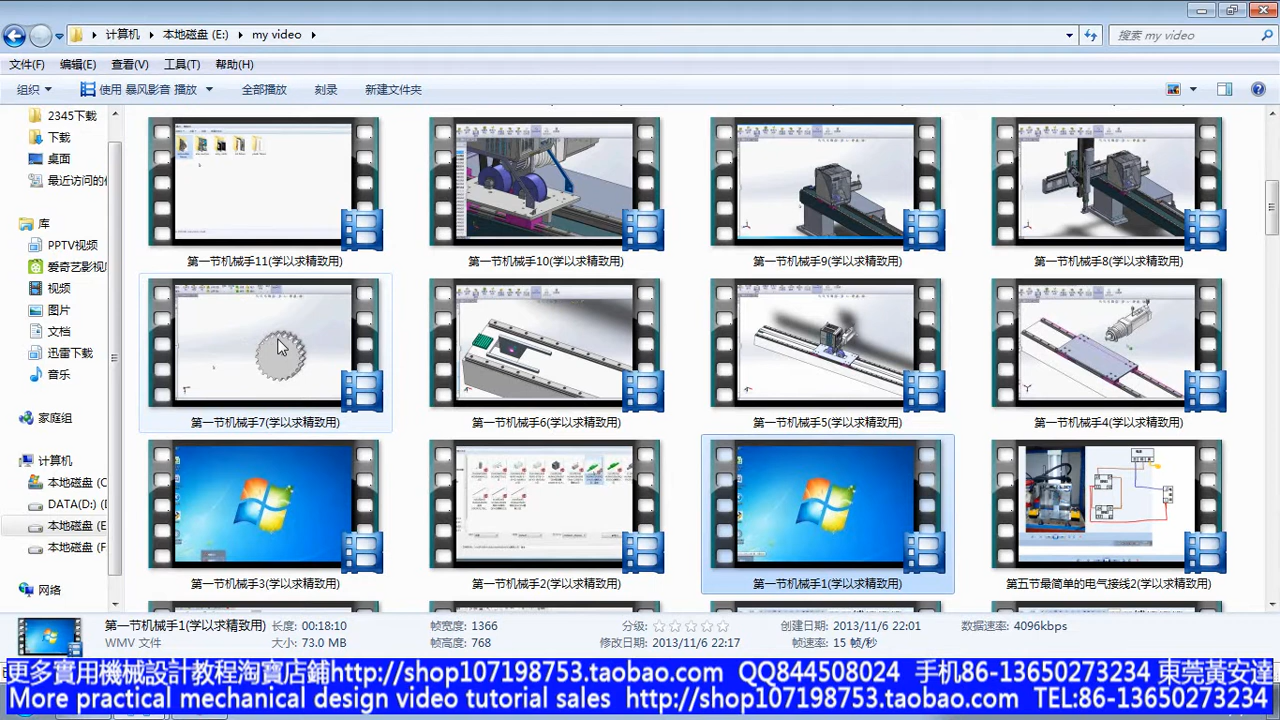 计算机 本地磁盘 (E:) my video
搜索 my video
文件(F) 编辑(E) 查看(V) 工具(T) 帮助(H)
组织 使用 暴风影音 播放 全部播放 刻录 新建文件夹
2345下载
下载
桌面
最近访问的
库
PPTV视频
爱奇艺影视
视频
图片
文档
迅雷下载
音乐
家庭组
计算机
本地磁盘 (C
DATA(D:) (
本地磁盘 (E
本地磁盘 (F
网络
第一节机械手11(学以求精致用) 第一节机械手10(学以求精致用) 第一节机械手9(学以求精致用) 第一节机械手8(学以求精致用)
第一节机械手7(学以求精致用) 第一节机械手6(学以求精致用) 第一节机械手5(学以求精致用) 第一节机械手4(学以求精致用)
第一节机械手3(学以求精致用) 第一节机械手2(学以求精致用) 第一节机械手1(学以求精致用) 第五节最简单的电气接线2(学以求精致用)
第一节机械手1(学以求精致用) 长度: 00:18:10 帧宽度: 1366 分级: 创建日期: 2013/11/6 22:01 数据速率: 4096kbps
WMV 文件 大小: 73.0 MB 帧高度: 768 修改日期: 2013/11/6 22:17 帧速率: 15 帧/秒
更多實用機械設計教程淘寶店鋪http://shop107198753.taobao.com QQ844508024 手机86-13650273234 東莞黃安達
More practical mechanical design video tutorial sales http://shop107198753.taobao.com TEL:86-13650273234